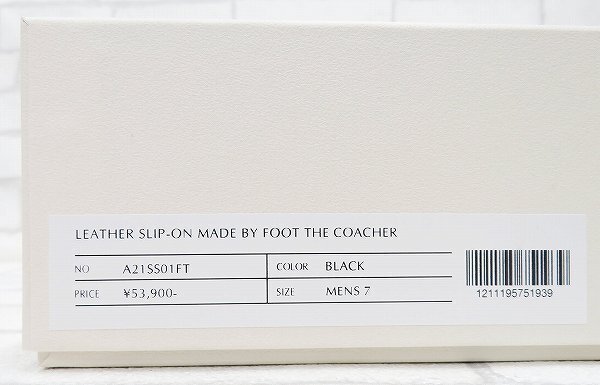 LEATHER SLIP-ON MADE BY FOOT THE COACHER
NO A21SS01FT COLOR BLACK
PRICE ¥53,900- SIZE MENS 7
1211195751939